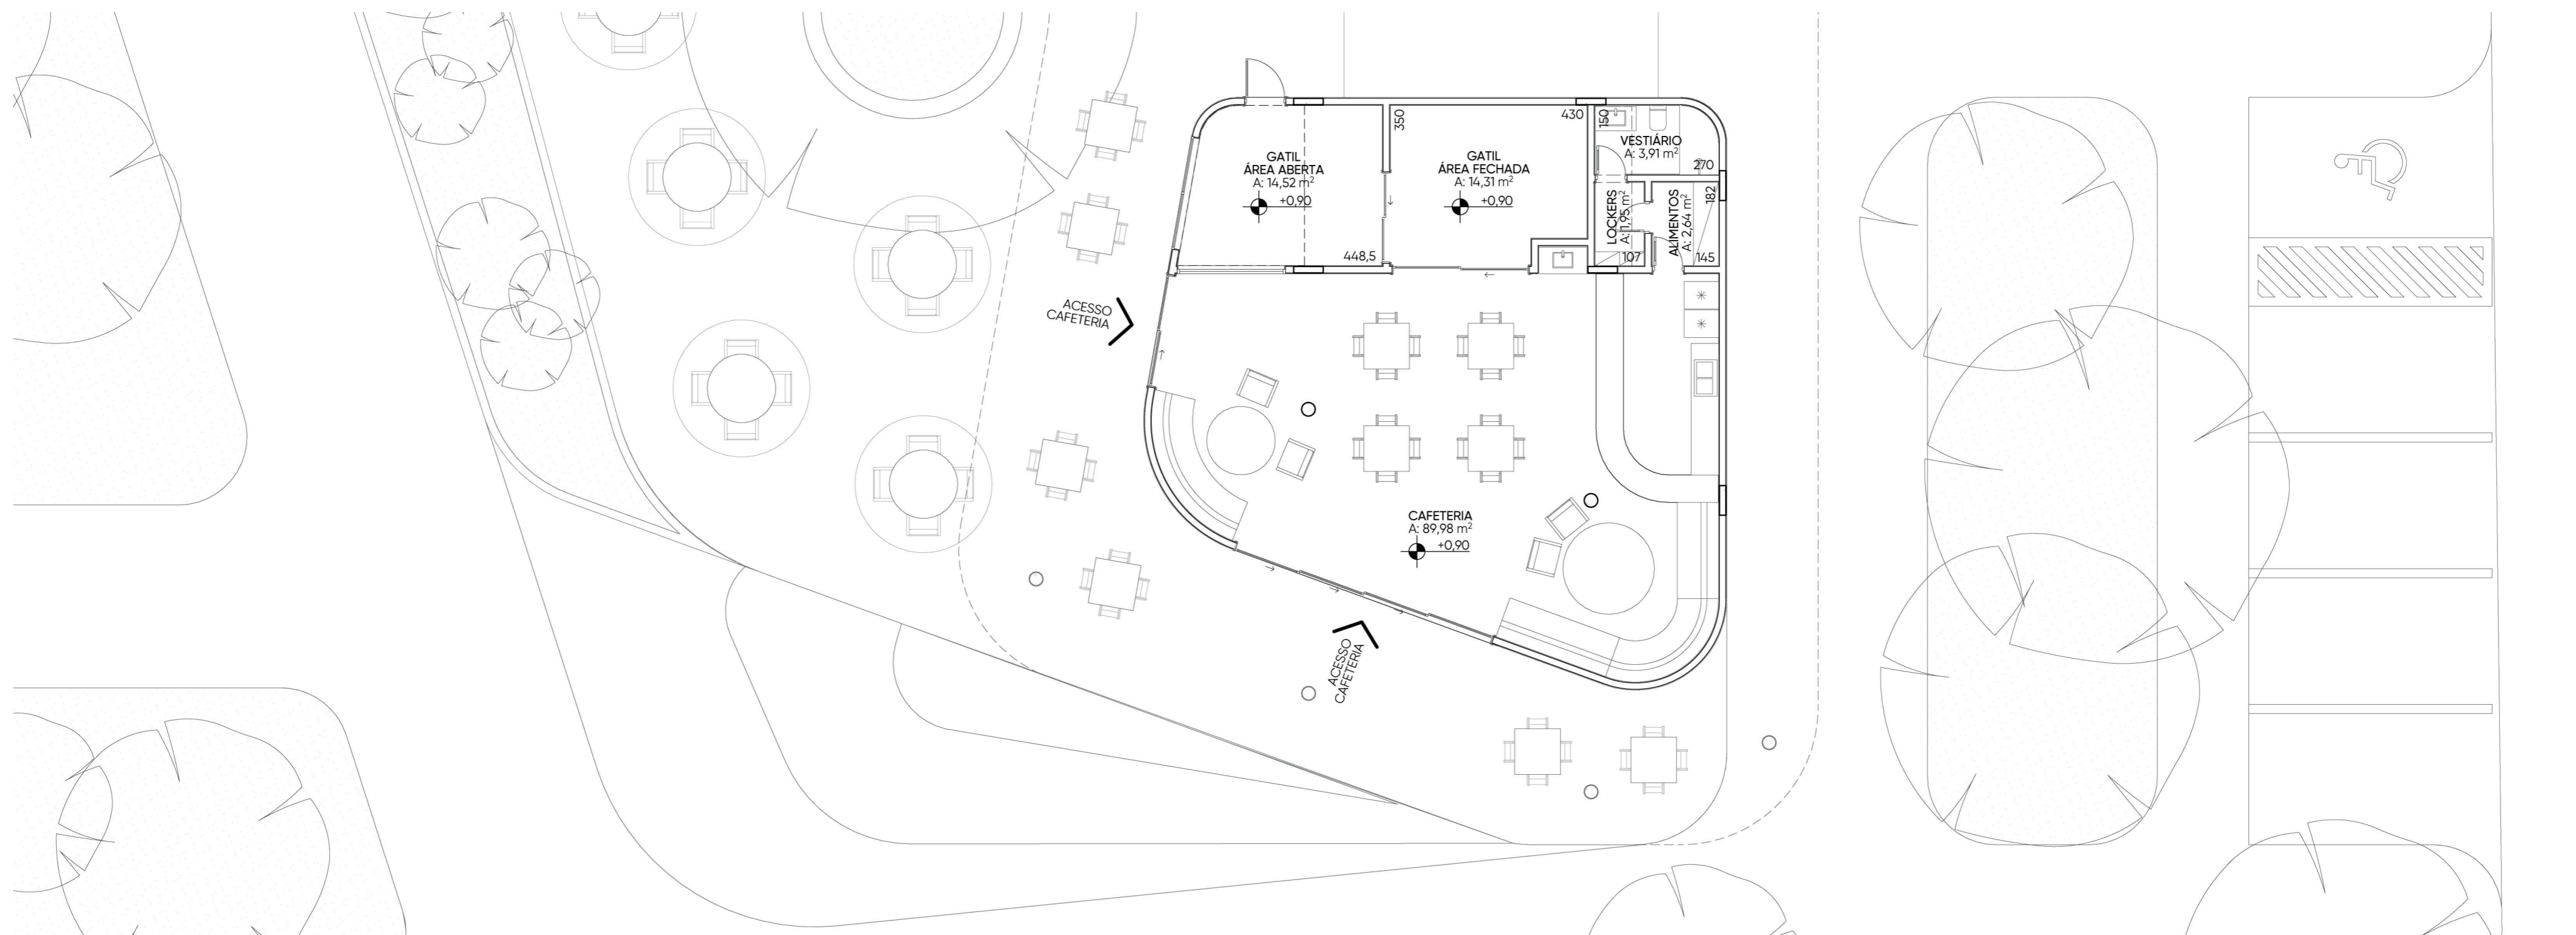 350
430
150
VESTIÁRIO
A: 3,91 m²
270
GATIL
ÁREA ABERTA
A: 14,52 m²
+0,90
GATIL
ÁREA FECHADA
A: 14,31 m²
+0,90
LOCKERS
A: 1,95 m²
ALIMENTOS
A: 2,64 m²
182
448,5
107
145
ACESSO
CAFETERIA
CAFETERIA
A: 89,98 m²
+0,90
ACESSO
CAFETERIA